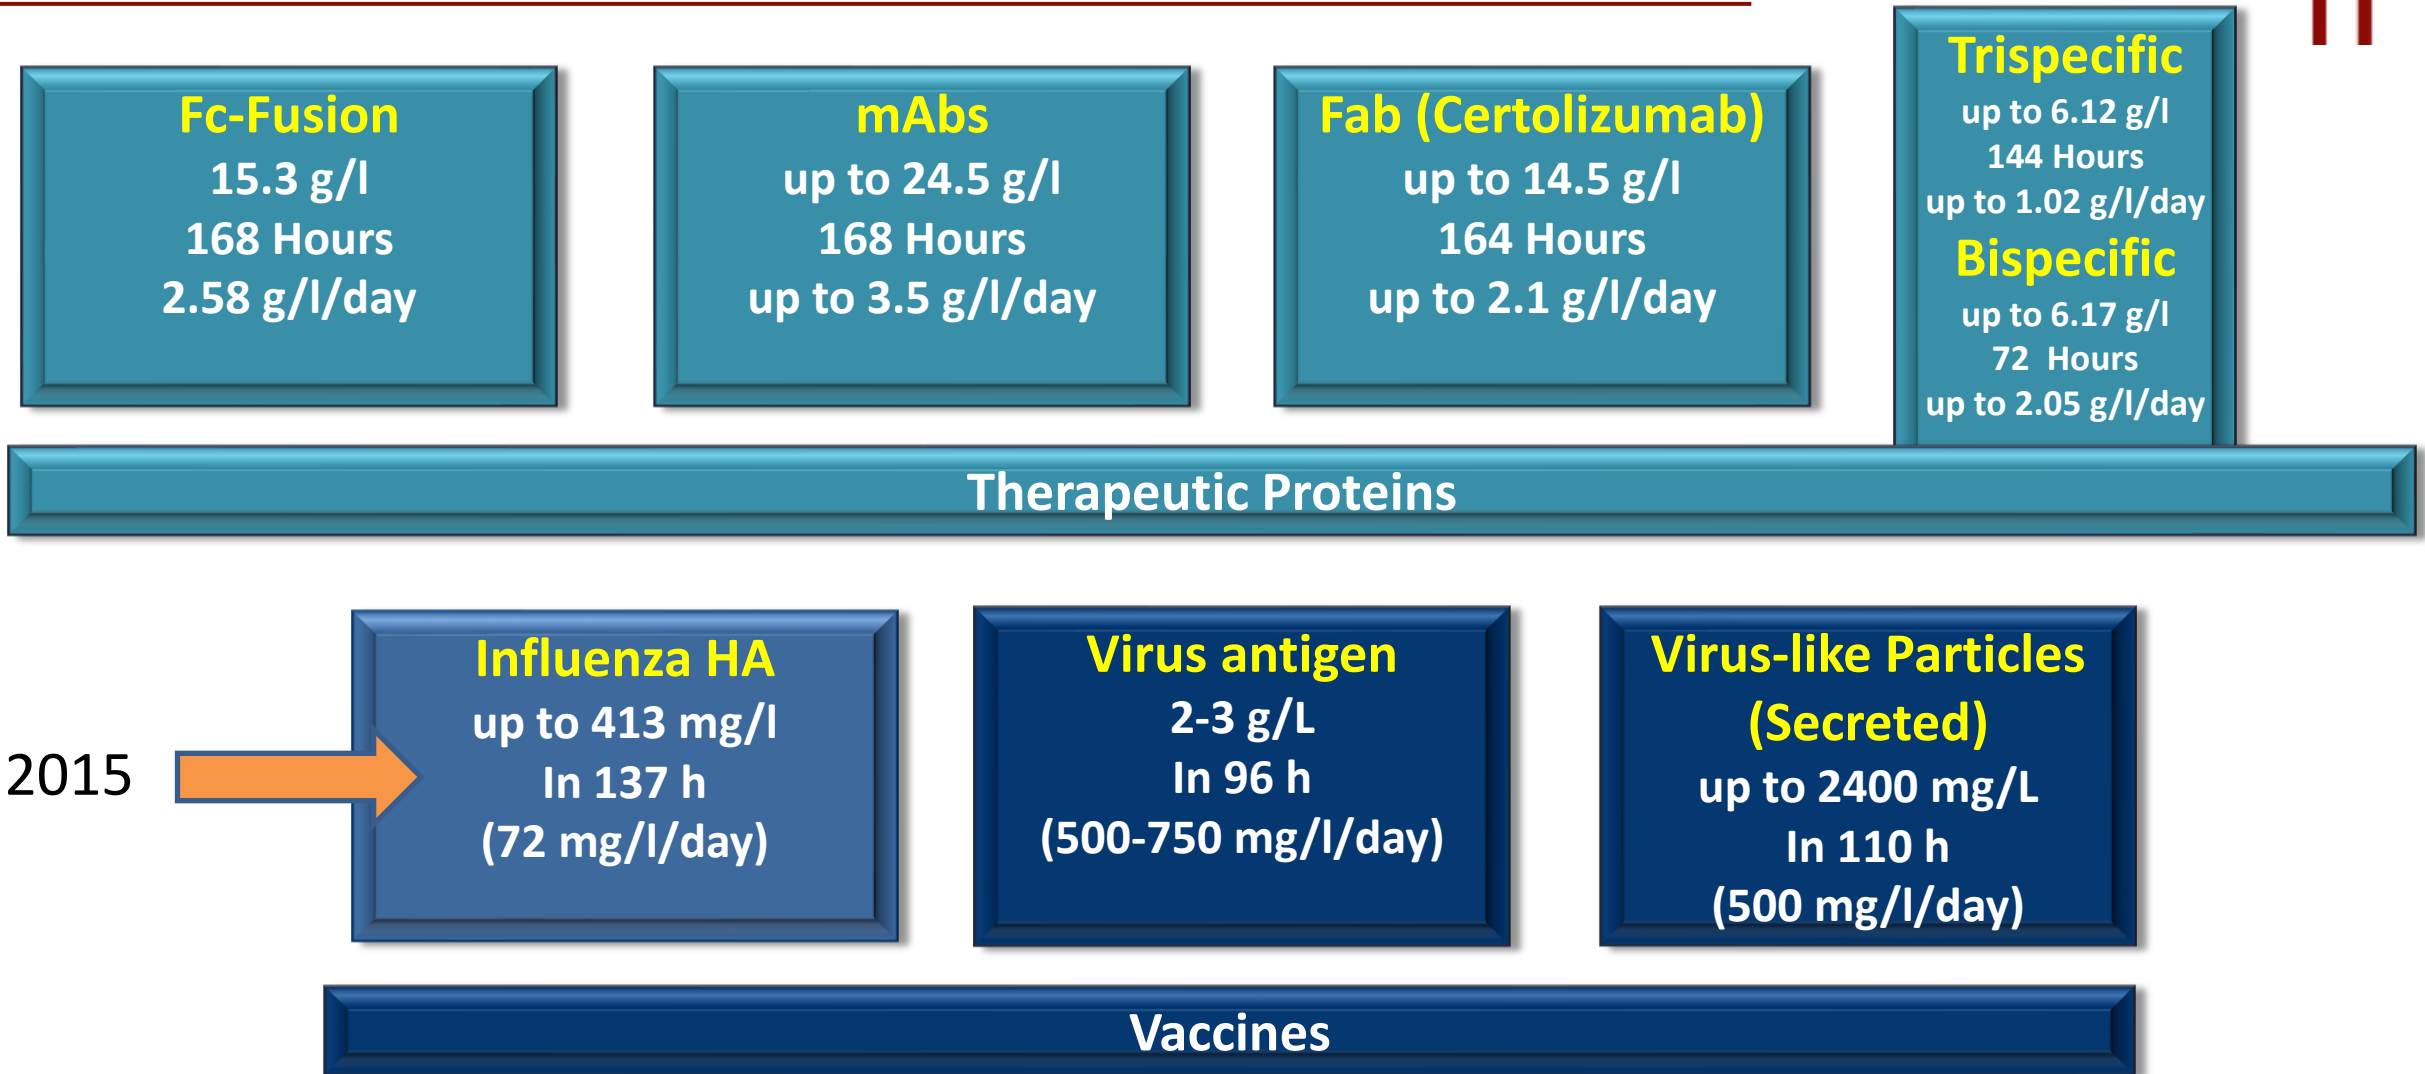 Fc-Fusion
15.3 g/l
168 Hours
2.58 g/l/day
mAbs
up to 24.5 g/l
168 Hours
up to 3.5 g/l/day
Fab (Certolizumab)
up to 14.5 g/l
164 Hours
up to 2.1 g/l/day
Trispecific
up to 6.12 g/l
144 Hours
up to 1.02 g/l/day
Bispecific
up to 6.17 g/l
72 Hours
up to 2.05 g/l/day
Therapeutic Proteins
2015
Influenza HA
up to 413 mg/l
In 137 h
(72 mg/l/day)
Virus antigen
2-3 g/L
In 96 h
(500-750 mg/l/day)
Virus-like Particles
(Secreted)
up to 2400 mg/L
In 110 h
(500 mg/l/day)
Vaccines